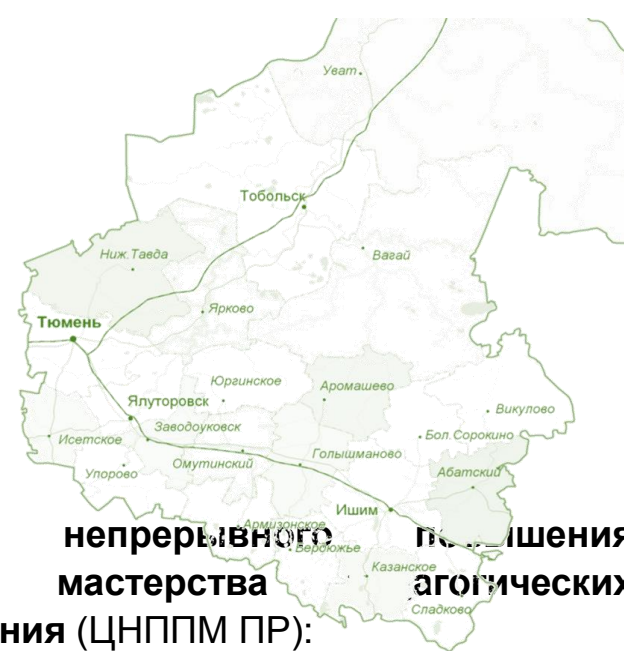 Уват
Тобольск
Ниж.Тавда
Вагай
Ярково
Тюмень
Юргинское
Аромашево
Ялуторовск
Викулово
Заводоуковск
Бол.Сорокино
Исетское
Голышманово
Омутинский
Упорово
Абатский
Ишим
Армизонское
непрерывного
Бердюжье
Казанское
мастерства
Сладково
ния (ЦНППМ ПР):